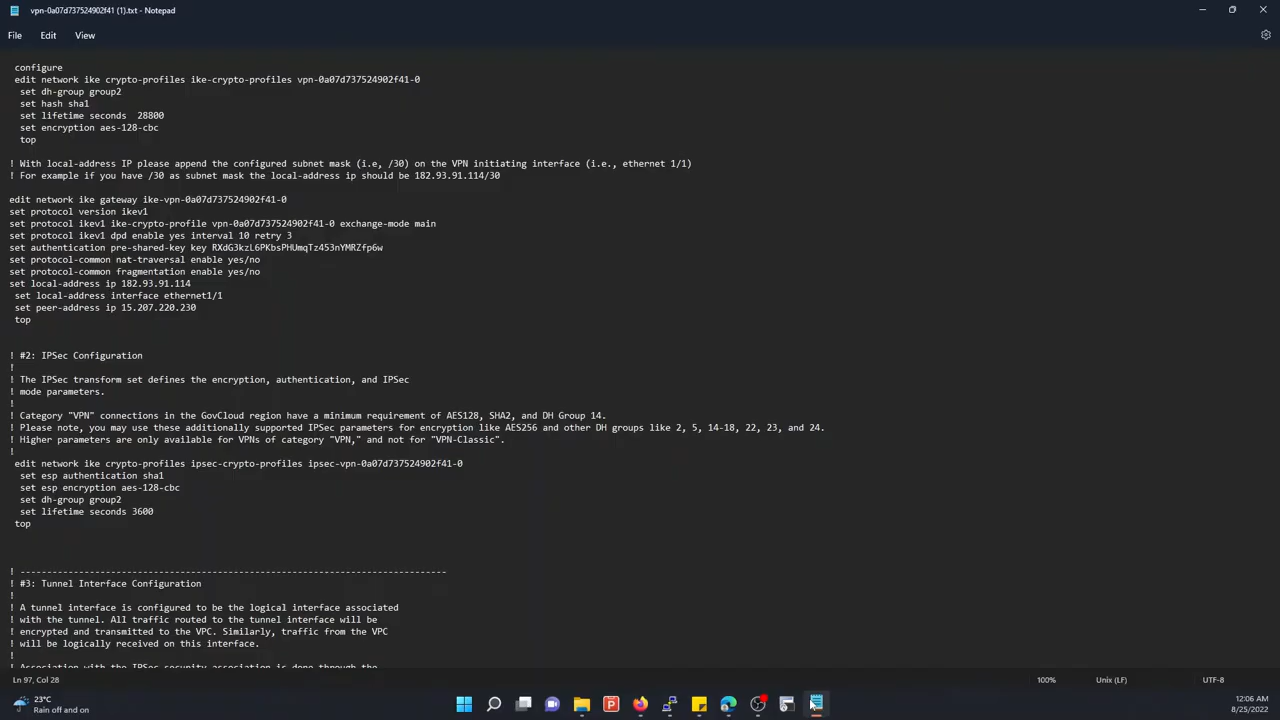 vpn-0a07d737524902f41 (1).txt - Notepad
File Edit View
configure
edit network ike crypto-profiles ike-crypto-profiles vpn-0a07d737524902f41-0
set dh-group group2
set hash sha1
set lifetime seconds  28800
set encryption aes-128-cbc
top
! With local-address IP please append the configured subnet mask (i.e, /30) on the VPN initiating interface (i.e., ethernet 1/1)
! For example if you have /30 as subnet mask the local-address ip should be 182.93.91.114/30
edit network ike gateway ike-vpn-0a07d737524902f41-0
set protocol version ikev1
set protocol ikev1 ike-crypto-profile vpn-0a07d737524902f41-0 exchange-mode main
set protocol ikev1 dpd enable yes interval 10 retry 3
set authentication pre-shared-key key RXdG3kzL6PKbsPHUmqTz453nYMRZfp6w
set protocol-common nat-traversal enable yes/no
set protocol-common fragmentation enable yes/no
set local-address ip 182.93.91.114
set local-address interface ethernet1/1
set peer-address ip 15.207.220.230
top
! #2: IPSec Configuration
!
! The IPSec transform set defines the encryption, authentication, and IPSec
! mode parameters.
!
! Category "VPN" connections in the GovCloud region have a minimum requirement of AES128, SHA2, and DH Group 14.
! Please note, you may use these additionally supported IPSec parameters for encryption like AES256 and other DH groups like 2, 5, 14-18, 22, 23, and 24.
! Higher parameters are only available for VPNs of category "VPN," and not for "VPN-Classic".
!
edit network ike crypto-profiles ipsec-crypto-profiles ipsec-vpn-0a07d737524902f41-0
set esp authentication sha1
set esp encryption aes-128-cbc
set dh-group group2
set lifetime seconds 3600
top
! --------------------------------------------------------------------------------
! #3: Tunnel Interface Configuration
!
! A tunnel interface is configured to be the logical interface associated
! with the tunnel. All traffic routed to the tunnel interface will be
! encrypted and transmitted to the VPC. Similarly, traffic from the VPC
! will be logically received on this interface.
!
! Association with the IPSec security association is done through the
Ln 97, Col 28 100% Unix (LF) UTF-8
23°C
Rain off and on
12:06 AM
8/25/2022